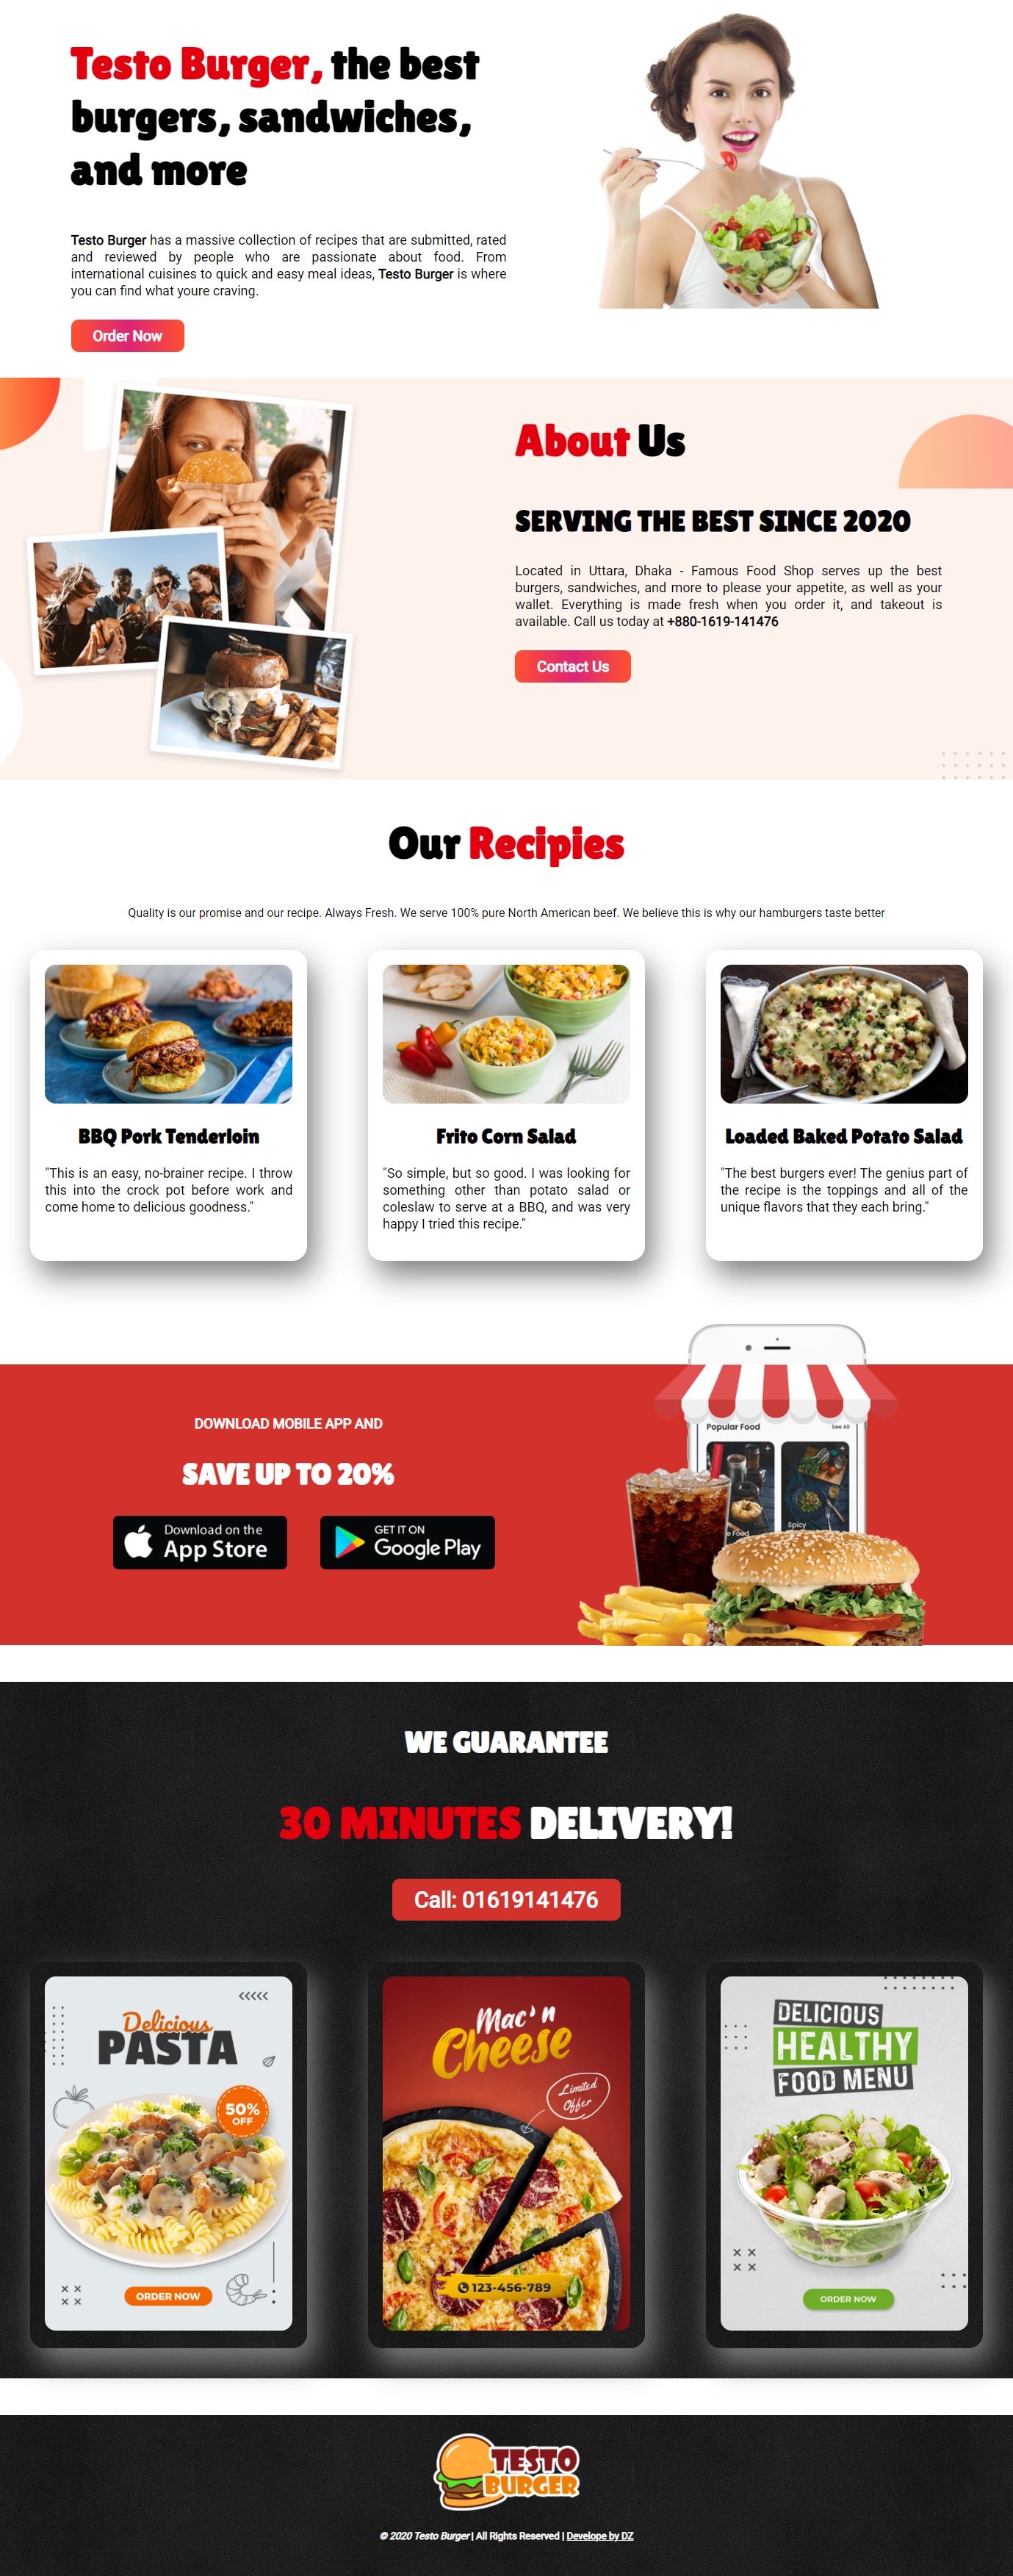 Testo Burger, the best
burgers, sandwiches,
and more
Testo Burger has a massive collection of recipes that are submitted, rated
and reviewed by people who are passionate about food. From
international cuisines to quick and easy meal ideas, Testo Burger is where
you can find what youre craving.
Order Now
About Us
SERVING THE BEST SINCE 2020
Located in Uttara, Dhaka - Famous Food Shop serves up the best
burgers, sandwiches, and more to please your appetite, as well as your
wallet. Everything is made fresh when you order it, and takeout is
available. Call us today at +880-1619-141476
Contact Us
Our Recipies
Quality is our promise and our recipe. Always Fresh. We serve 100% pure North American beef. We believe this is why our hamburgers taste better
BBQ Pork Tenderloin
"This is an easy, no-brainer recipe. I throw
this into the crock pot before work and
come home to delicious goodness."
Frito Corn Salad
"So simple, but so good. I was looking for
something other than potato salad or
coleslaw to serve at a BBQ, and was very
happy I tried this recipe."
Loaded Baked Potato Salad
"The best burgers ever! The genius part of
the recipe is the toppings and all of the
unique flavors that they each bring."
DOWNLOAD MOBILE APP AND
SAVE UP TO 20%
Download on the
App Store
GET IT ON
Google Play
Popular Food
See All
Food
Spicy
WE GUARANTEE
30 MINUTES DELIVERY!
Call: 01619141476
Delicious
PASTA
50%
OFF
ORDER NOW
Mac' n
Cheese
Limited
Offer
123-456-789
DELICIOUS
HEALTHY
FOOD MENU
ORDER NOW
TESTO
BURGER
© 2020 Testo Burger | All Rights Reserved | Develope by DZ